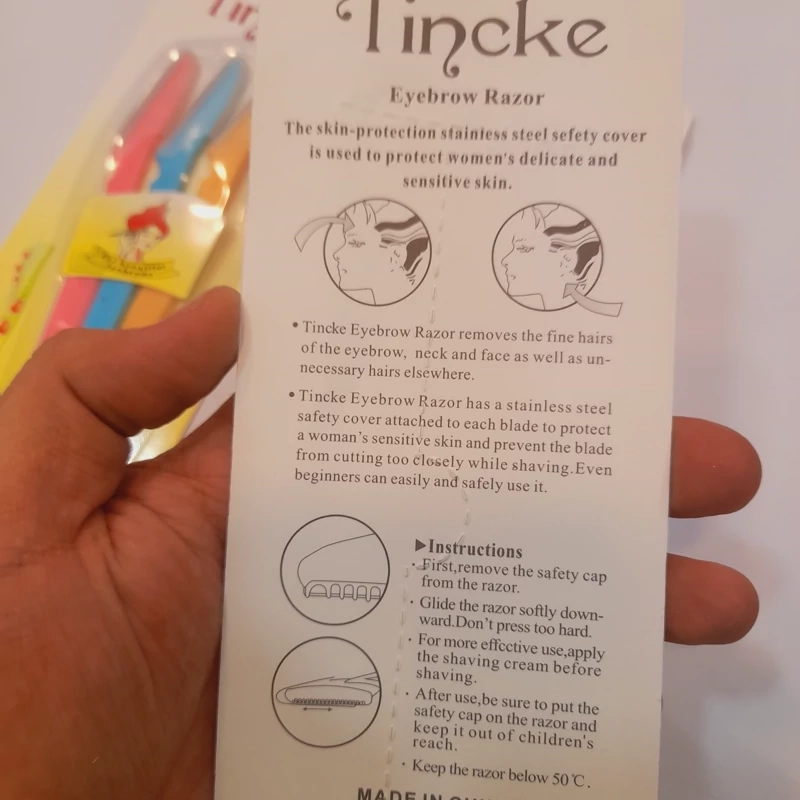 Tincke
Eyebrow Razor
The skin-protection stainless steel sefety cover
is used to protect women's delicate and
sensitive skin.
• Tincke Eyebrow Razor removes the fine hairs
of the eyebrow, neck and face as well as un-
necessary hairs elsewhere.
• Tincke Eyebrow Razor has a stainless steel
safety cover attached to each blade to protect
a woman's sensitive skin and prevent the blade
from cutting too closely while shaving.Even
beginners can easily and safely use it.
▶Instructions
· First,remove the safety cap
from the razor.
· Glide the razor softly down-
ward.Don't press too hard.
· For more effective use,apply
the shaving cream before
shaving.
· After use,be sure to put the
safety cap on the razor and
keep it out of children's
reach.
· Keep the razor below 50℃.
MADE IN